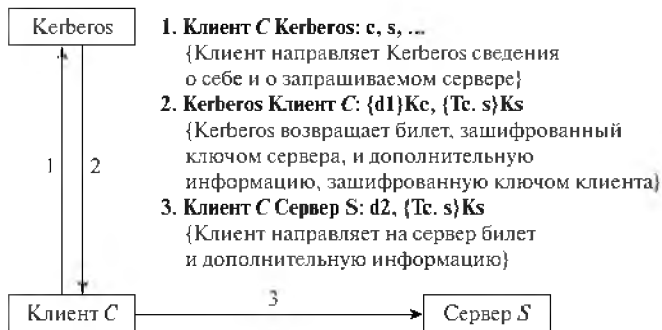 Kerberos
1. Клиент C Kerberos: c, s, ...
{Клиент направляет Kerberos сведения
о себе и о запрашиваемом сервере}
2. Kerberos Клиент C: {d1}Kc, {Tc. s}Ks
{Kerberos возвращает билет, зашифрованный
ключом сервера, и дополнительную
информацию, зашифрованную ключом клиента}
1 2
3. Клиент C Сервер S: d2, {Tc. s}Ks
{Клиент направляет на сервер билет
и дополнительную информацию}
3
Клиент C
Сервер S